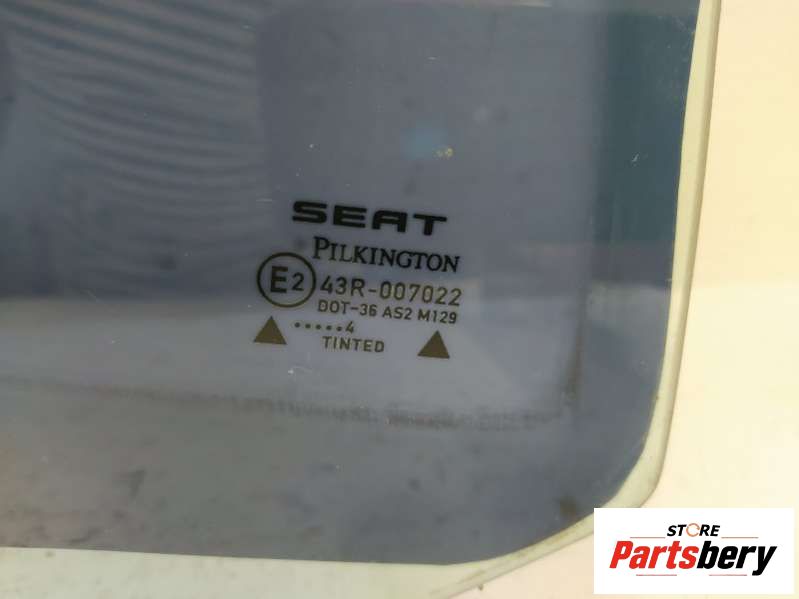 SEAT
PILKINGTON
E2 43R-007022
DOT-36 AS2 M129
.....4
TINTED
STORE
Partsbery